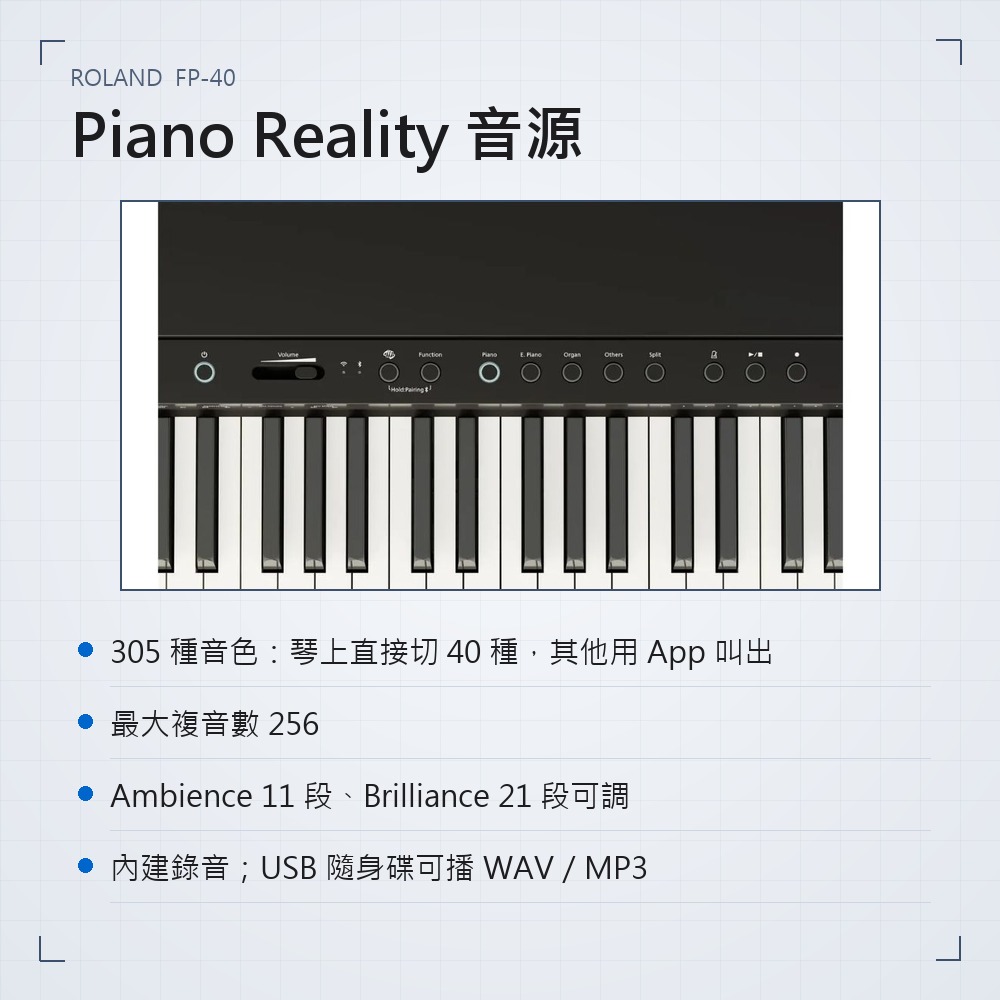 ROLAND FP-40
Piano Reality 音源
Volume
Function
Piano
E. Piano
Organ
Others
Split
Hold:Pairing
305 種音色：琴上直接切 40 種，其他用 App 叫出
最大複音數 256
Ambience 11 段、Brilliance 21 段可調
內建錄音；USB 隨身碟可播 WAV / MP3